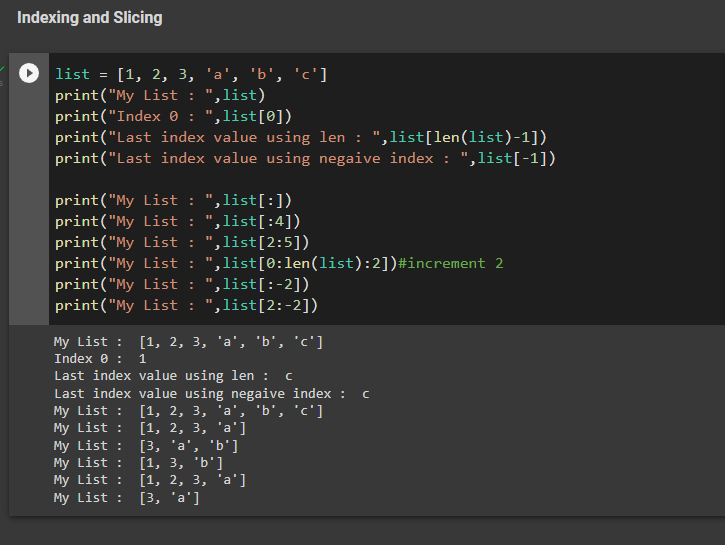 Indexing and Slicing
list = [1, 2, 3, 'a', 'b', 'c']
print("My List : ",list)
print("Index 0 : ",list[0])
print("Last index value using len : ",list[len(list)-1])
print("Last index value using negaive index : ",list[-1])
print("My List : ",list[:])
print("My List : ",list[:4])
print("My List : ",list[2:5])
print("My List : ",list[0:len(list):2])#increment 2
print("My List : ",list[:-2])
print("My List : ",list[2:-2])
My List :  [1, 2, 3, 'a', 'b', 'c']
Index 0 :  1
Last index value using len :  c
Last index value using negaive index :  c
My List :  [1, 2, 3, 'a', 'b', 'c']
My List :  [1, 2, 3, 'a']
My List :  [3, 'a', 'b']
My List :  [1, 3, 'b']
My List :  [1, 2, 3, 'a']
My List :  [3, 'a']